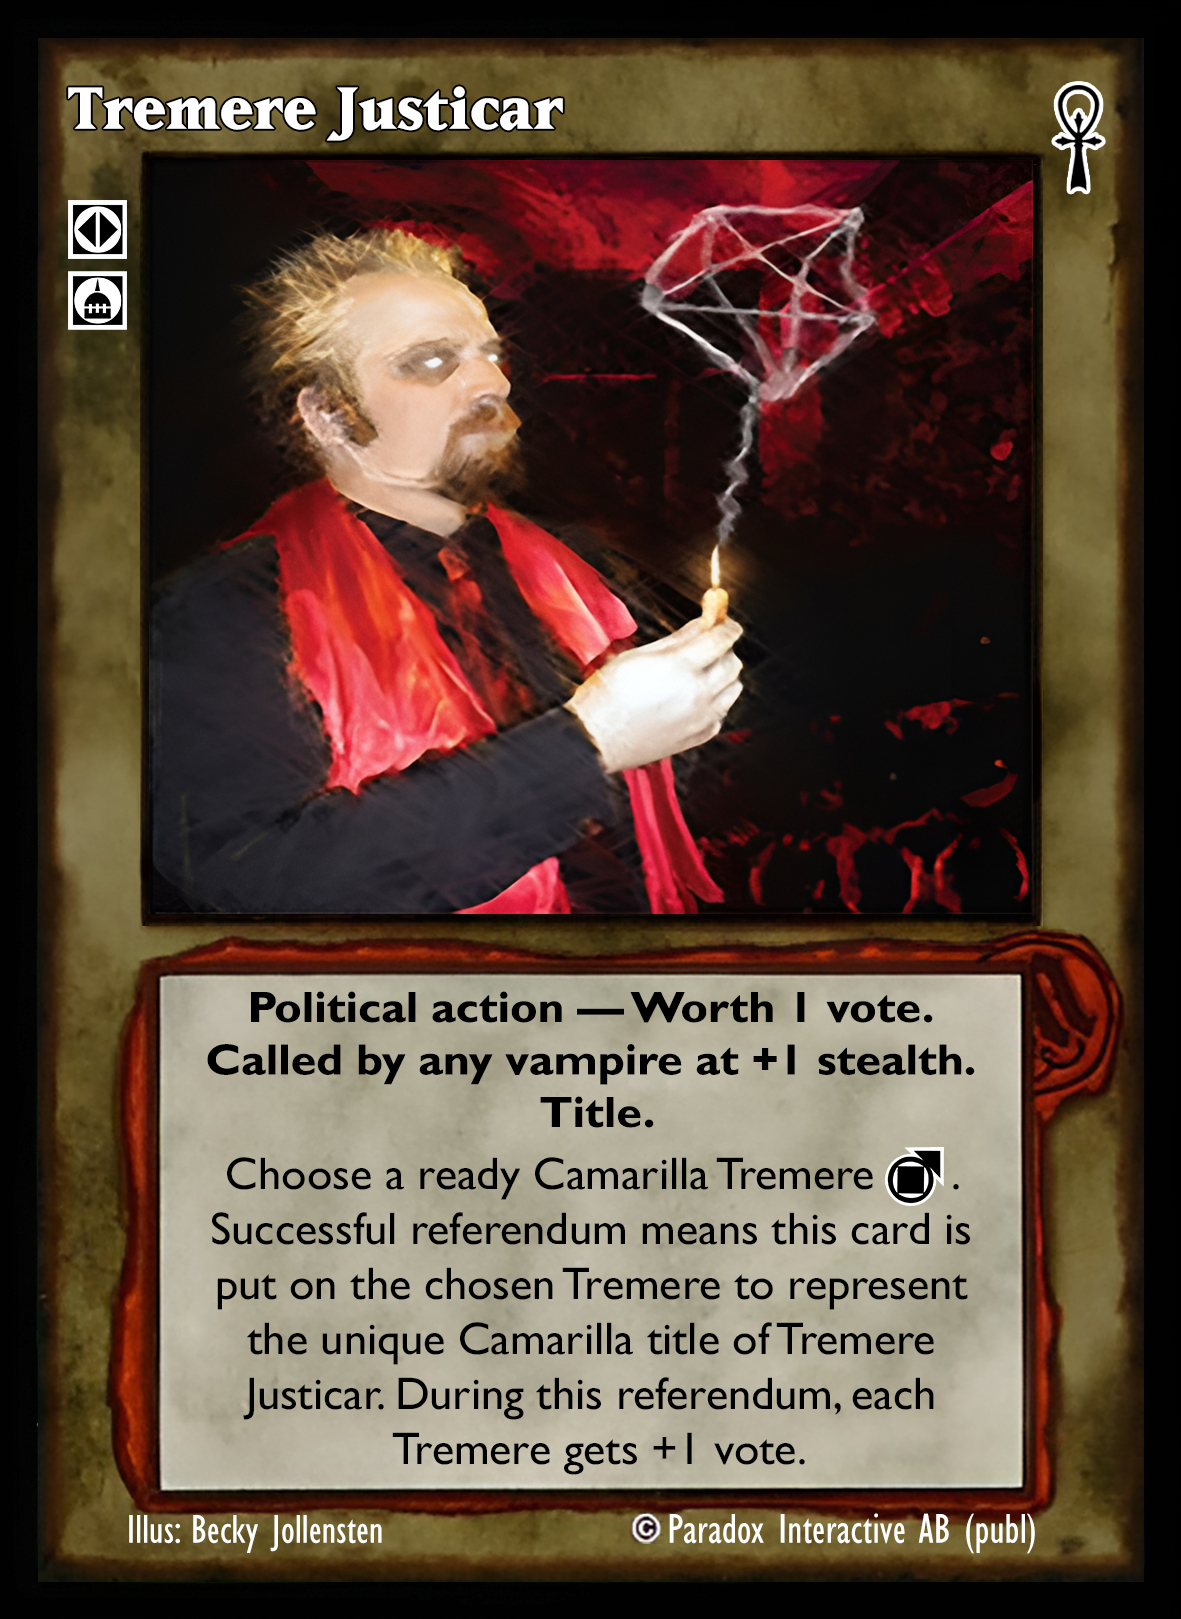 Tremere Justicar
Political action — Worth 1 vote.
Called by any vampire at +1 stealth.
Title.
Choose a ready Camarilla Tremere .
Successful referendum means this card is
put on the chosen Tremere to represent
the unique Camarilla title of Tremere
Justicar. During this referendum, each
Tremere gets +1 vote.
Illus: Becky Jollensten
© Paradox Interactive AB (publ)